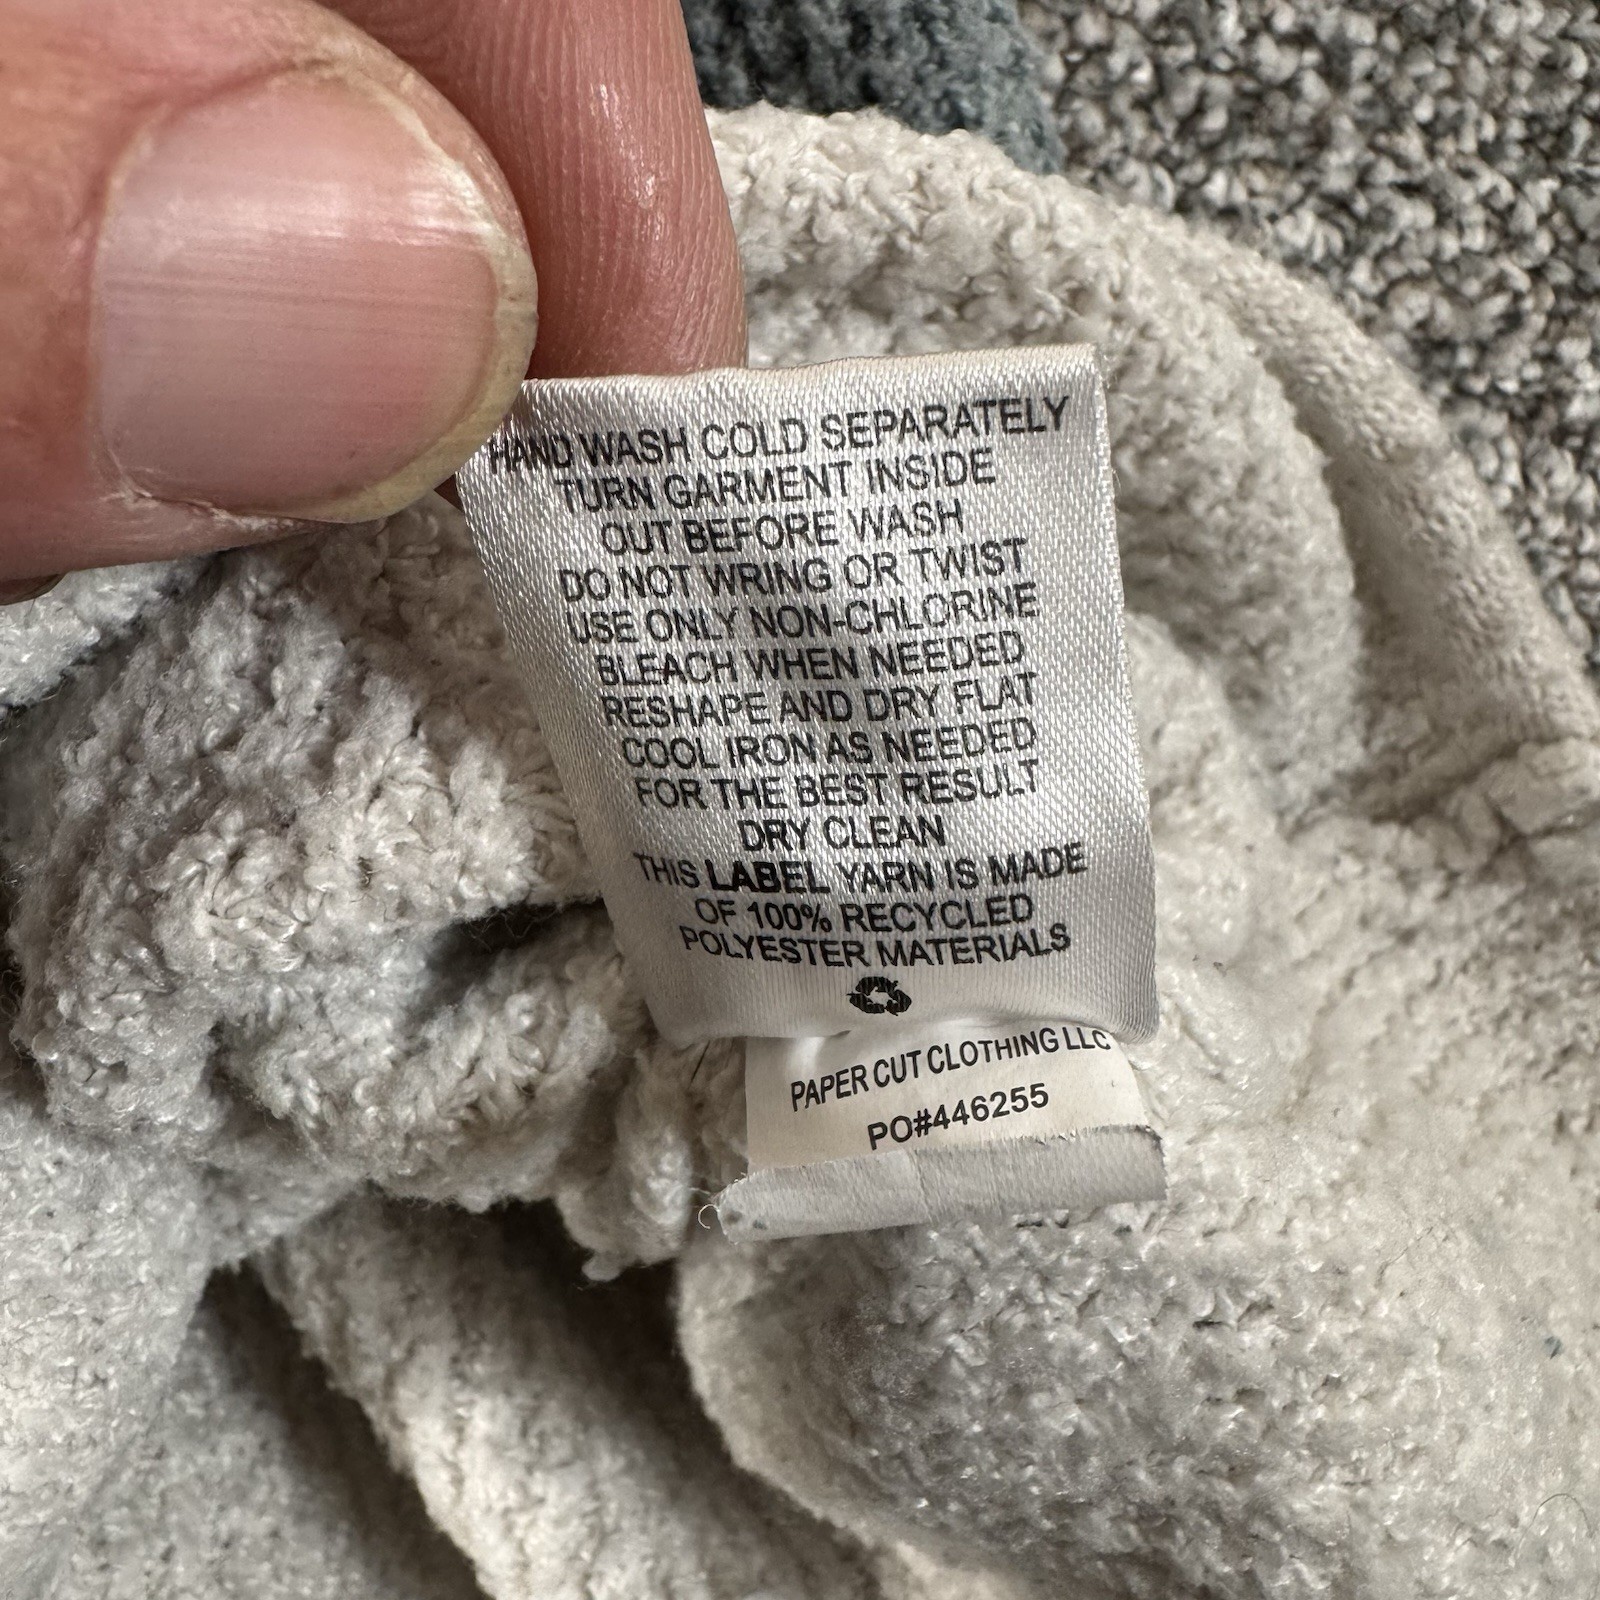 HAND WASH COLD SEPARATELY
TURN GARMENT INSIDE
OUT BEFORE WASH
DO NOT WRING OR TWIST
USE ONLY NON-CHLORINE
BLEACH WHEN NEEDED
RESHAPE AND DRY FLAT
COOL IRON AS NEEDED
FOR THE BEST RESULT
DRY CLEAN
THIS LABEL YARN IS MADE
OF 100% RECYCLED
POLYESTER MATERIALS
PAPER CUT CLOTHING LLC
PO#446255